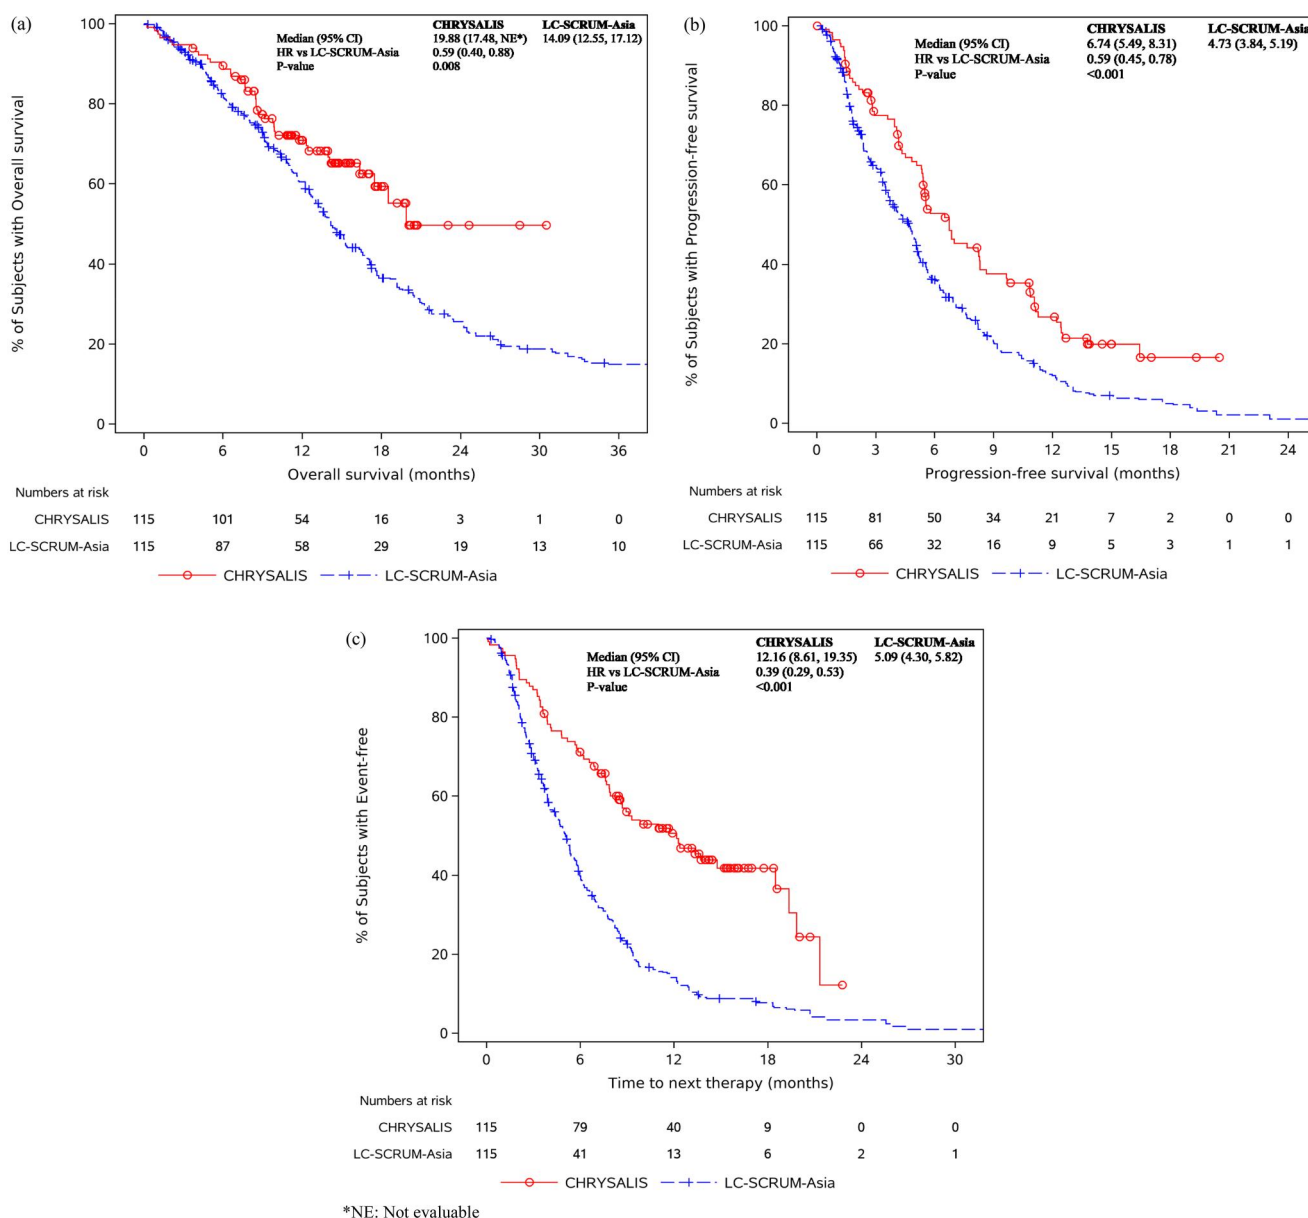 (a)
CHRYSALIS LC-SCRUM-Asia
Median (95% CI) 19.88 (17.48, NE*) 14.09 (12.55, 17.12)
HR vs LC-SCRUM-Asia 0.59 (0.40, 0.88)
P-value 0.008
% of Subjects with Overall survival
100
80
60
40
20
0
0 6 12 18 24 30 36
Overall survival (months)
Numbers at risk
CHRYSALIS 115 101 54 16 3 1 0
LC-SCRUM-Asia 115 87 58 29 19 13 10
CHRYSALIS LC-SCRUM-Asia
(b)
CHRYSALIS LC-SCRUM-Asia
Median (95% CI) 6.74 (5.49, 8.31) 4.73 (3.84, 5.19)
HR vs LC-SCRUM-Asia 0.59 (0.45, 0.78)
P-value <0.001
% of Subjects with Progression-free survival
100
80
60
40
20
0
0 3 6 9 12 15 18 21 24
Progression-free survival (months)
Numbers at risk
CHRYSALIS 115 81 50 34 21 7 2 0 0
LC-SCRUM-Asia 115 66 32 16 9 5 3 1 1
CHRYSALIS LC-SCRUM-Asia
(c)
CHRYSALIS LC-SCRUM-Asia
Median (95% CI) 12.16 (8.61, 19.35) 5.09 (4.30, 5.82)
HR vs LC-SCRUM-Asia 0.39 (0.29, 0.53)
P-value <0.001
% of Subjects with Event-free
100
80
60
40
20
0
0 6 12 18 24 30
Time to next therapy (months)
Numbers at risk
CHRYSALIS 115 79 40 9 0 0
LC-SCRUM-Asia 115 41 13 6 2 1
CHRYSALIS LC-SCRUM-Asia
*NE: Not evaluable